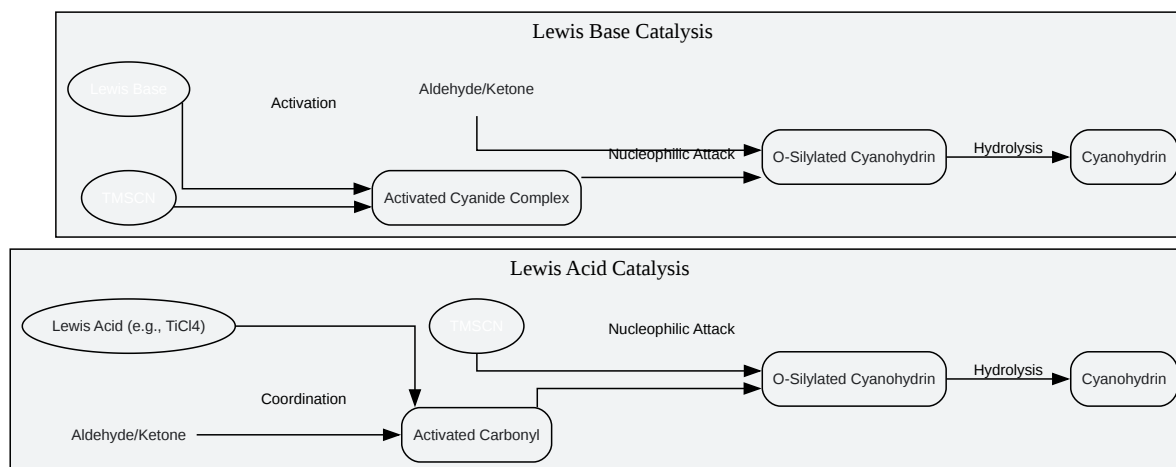 Lewis Base Catalysis
Lewis Base
Activation
Aldehyde/Ketone
Nucleophilic Attack
O-Silylated Cyanohydrin
Hydrolysis
Cyanohydrin
TMSCN
Activated Cyanide Complex
Lewis Acid Catalysis
Lewis Acid (e.g., TiCl4)
TMSCN
Nucleophilic Attack
O-Silylated Cyanohydrin
Hydrolysis
Cyanohydrin
Coordination
Aldehyde/Ketone
Activated Carbonyl